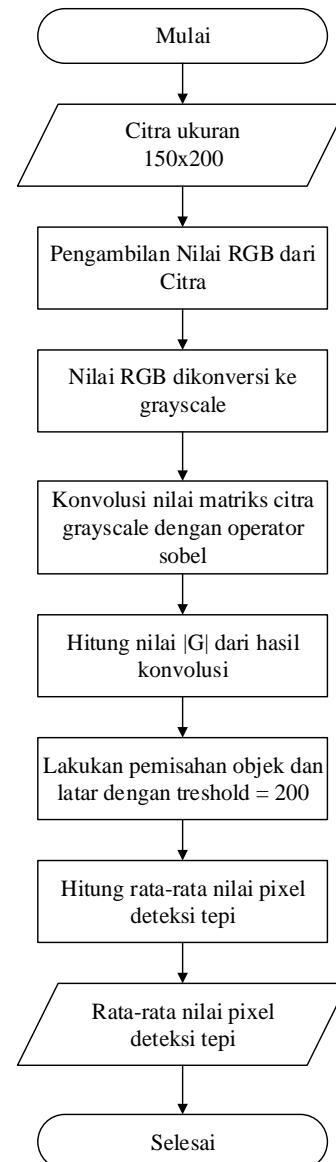 Mulai
Citra ukuran
150x200
Pengambilan Nilai RGB dari
Citra
Nilai RGB dikonversi ke
grayscale
Konvolusi nilai matriks citra
grayscale dengan operator
sobel
Hitung nilai |G| dari hasil
konvolusi
Lakukan pemisahan objek dan
latar dengan treshold = 200
Hitung rata-rata nilai pixel
deteksi tepi
Rata-rata nilai pixel
deteksi tepi
Selesai